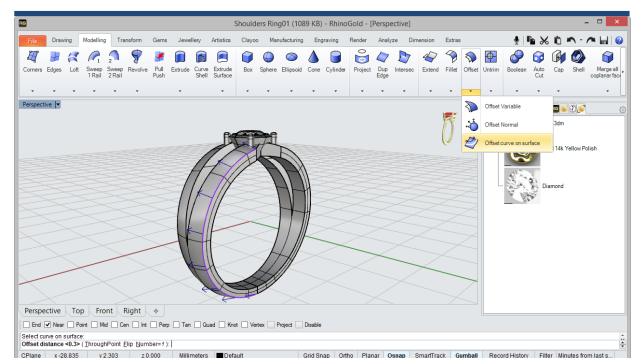 Shoulders Ring01 (1089 KB) - RhinoGold - [Perspective]
File Drawing Modelling Transform Gems Jewellery Artistics Clayoo Manufacturing Engraving Render Analyze Dimension Extras
Corners Edges Loft Sweep 1 Rail Sweep 2 Rail Revolve Pull Push Extrude Curve Shell Extrude Surface Box Sphere Ellipsoid Cone Cylinder Project Dup Edge Intersec Extend Fillet Offset Untrim Boolean Auto Cut Cap Shell Merge all coplanar face
Perspective
Offset Variable
3dm
Offset Normal
Offset curve on surface
14k Yellow Polish
Diamond
Perspective Top Front Right
End Near Point Mid Cen Int Perp Tan Quad Knot Vertex Project Disable
Select curve on surface:
Offset distance <0.3> ( ThroughPoint Flip Number=1 ):
CPlane x -28.835 y 2.303 z 0.000 Millimeters Default Grid Snap Ortho Planar Osnap SmartTrack Gumball Record History Filter Minutes from last s...